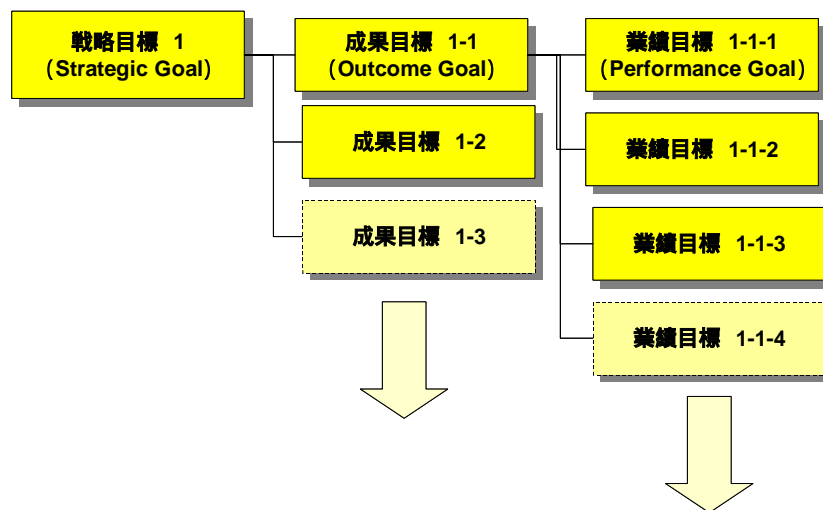 戦略目標 1
（Strategic Goal）
成果目標 1-1
（Outcome Goal）
業績目標 1-1-1
（Performance Goal）
成果目標 1-2
業績目標 1-1-2
成果目標 1-3
業績目標 1-1-3
業績目標 1-1-4